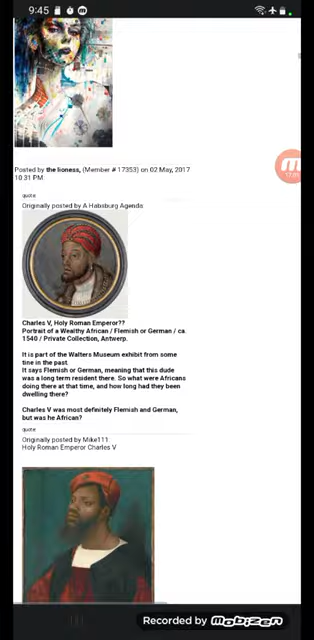 9:45
Posted by the lioness, (Member # 17353) on 02 May, 2017
10:31 PM:
quote:
Originally posted by A Habsburg Agenda:
Charles V, Holy Roman Emperor??
Portrait of a Wealthy African / Flemish or German / ca.
1540 / Private Collection, Antwerp.
It is part of the Walters Museum exhibit from some
time in the past.
It says Flemish or German, meaning that this dude
was a long term resident there. So what were Africans
doing there at that time, and how long had they been
dwelling there?
Charles V was most definitely Flemish and German,
but was he African?
quote:
Originally posted by Mike111
Holy Roman Emperor Charles V
Recorded by mobizen